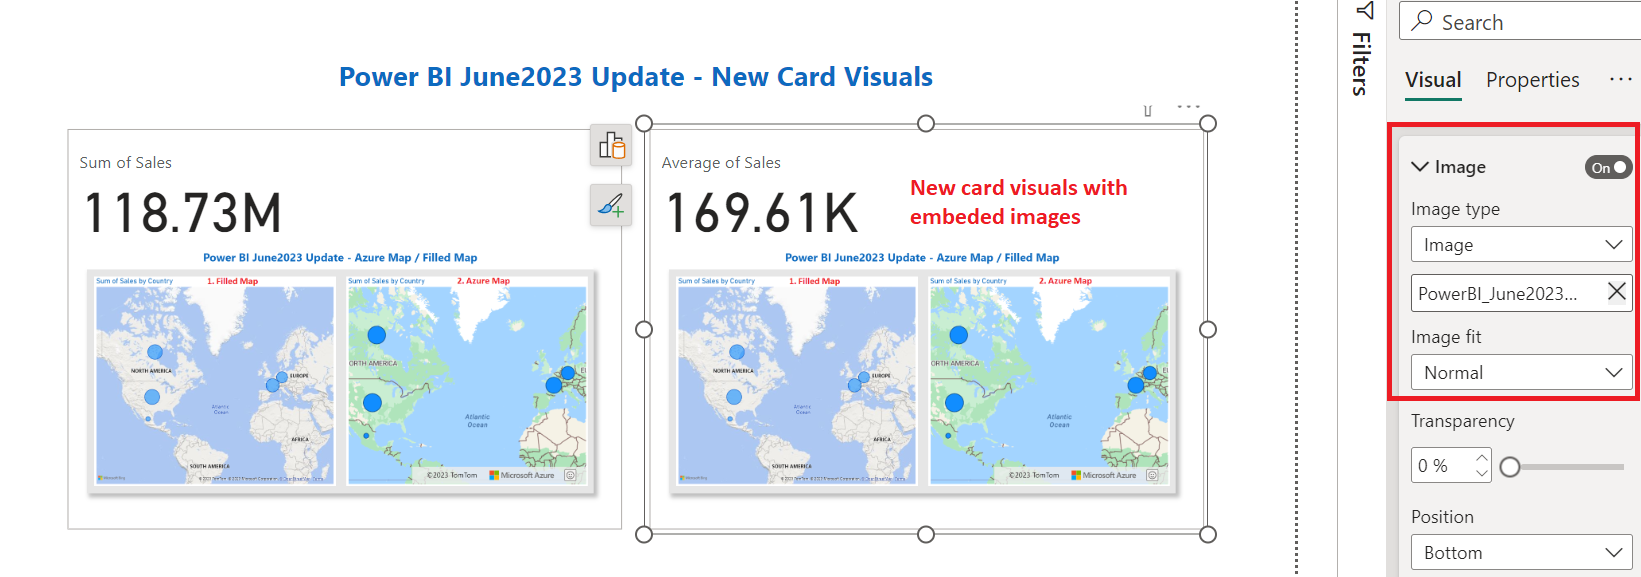 Power BI June2023 Update - New Card Visuals
Sum of Sales
118.73M
Power BI June2023 Update - Azure Map / Filled Map
Sum of Sales by Country
1. Filled Map
NORTH AMERICA
EUROPE
Atlantic
Ocean
AFRICA
SOUTH AMERICA
Sum of Sales by Country
2. Azure Map
ORTH AMERICA
EL
Atlantic
Ocean
©2023 TomTom
Microsoft Azure
Average of Sales
169.61K
New card visuals with
embeded images
Power BI June2023 Update - Azure Map / Filled Map
Sum of Sales by Country
1. Filled Map
NORTH AMERICA
EUROPE
Atlantic
Ocean
AFRICA
SOUTH AMERICA
Sum of Sales by Country
2. Azure Map
ORTH AMERICA
Atlantic
Ocean
©2023 TomTom
Microsoft Azure
Filters
Search
Visual Properties ...
Image
On
Image type
Image
PowerBI_June2023...
Image fit
Normal
Transparency
0 %
Position
Bottom